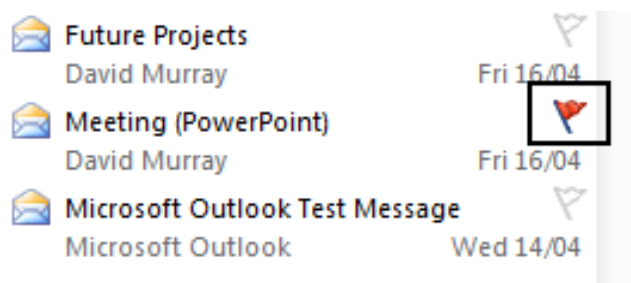 Future Projects
David Murray Fri 16/04
Meeting (PowerPoint)
David Murray Fri 16/04
Microsoft Outlook Test Message
Microsoft Outlook Wed 14/04